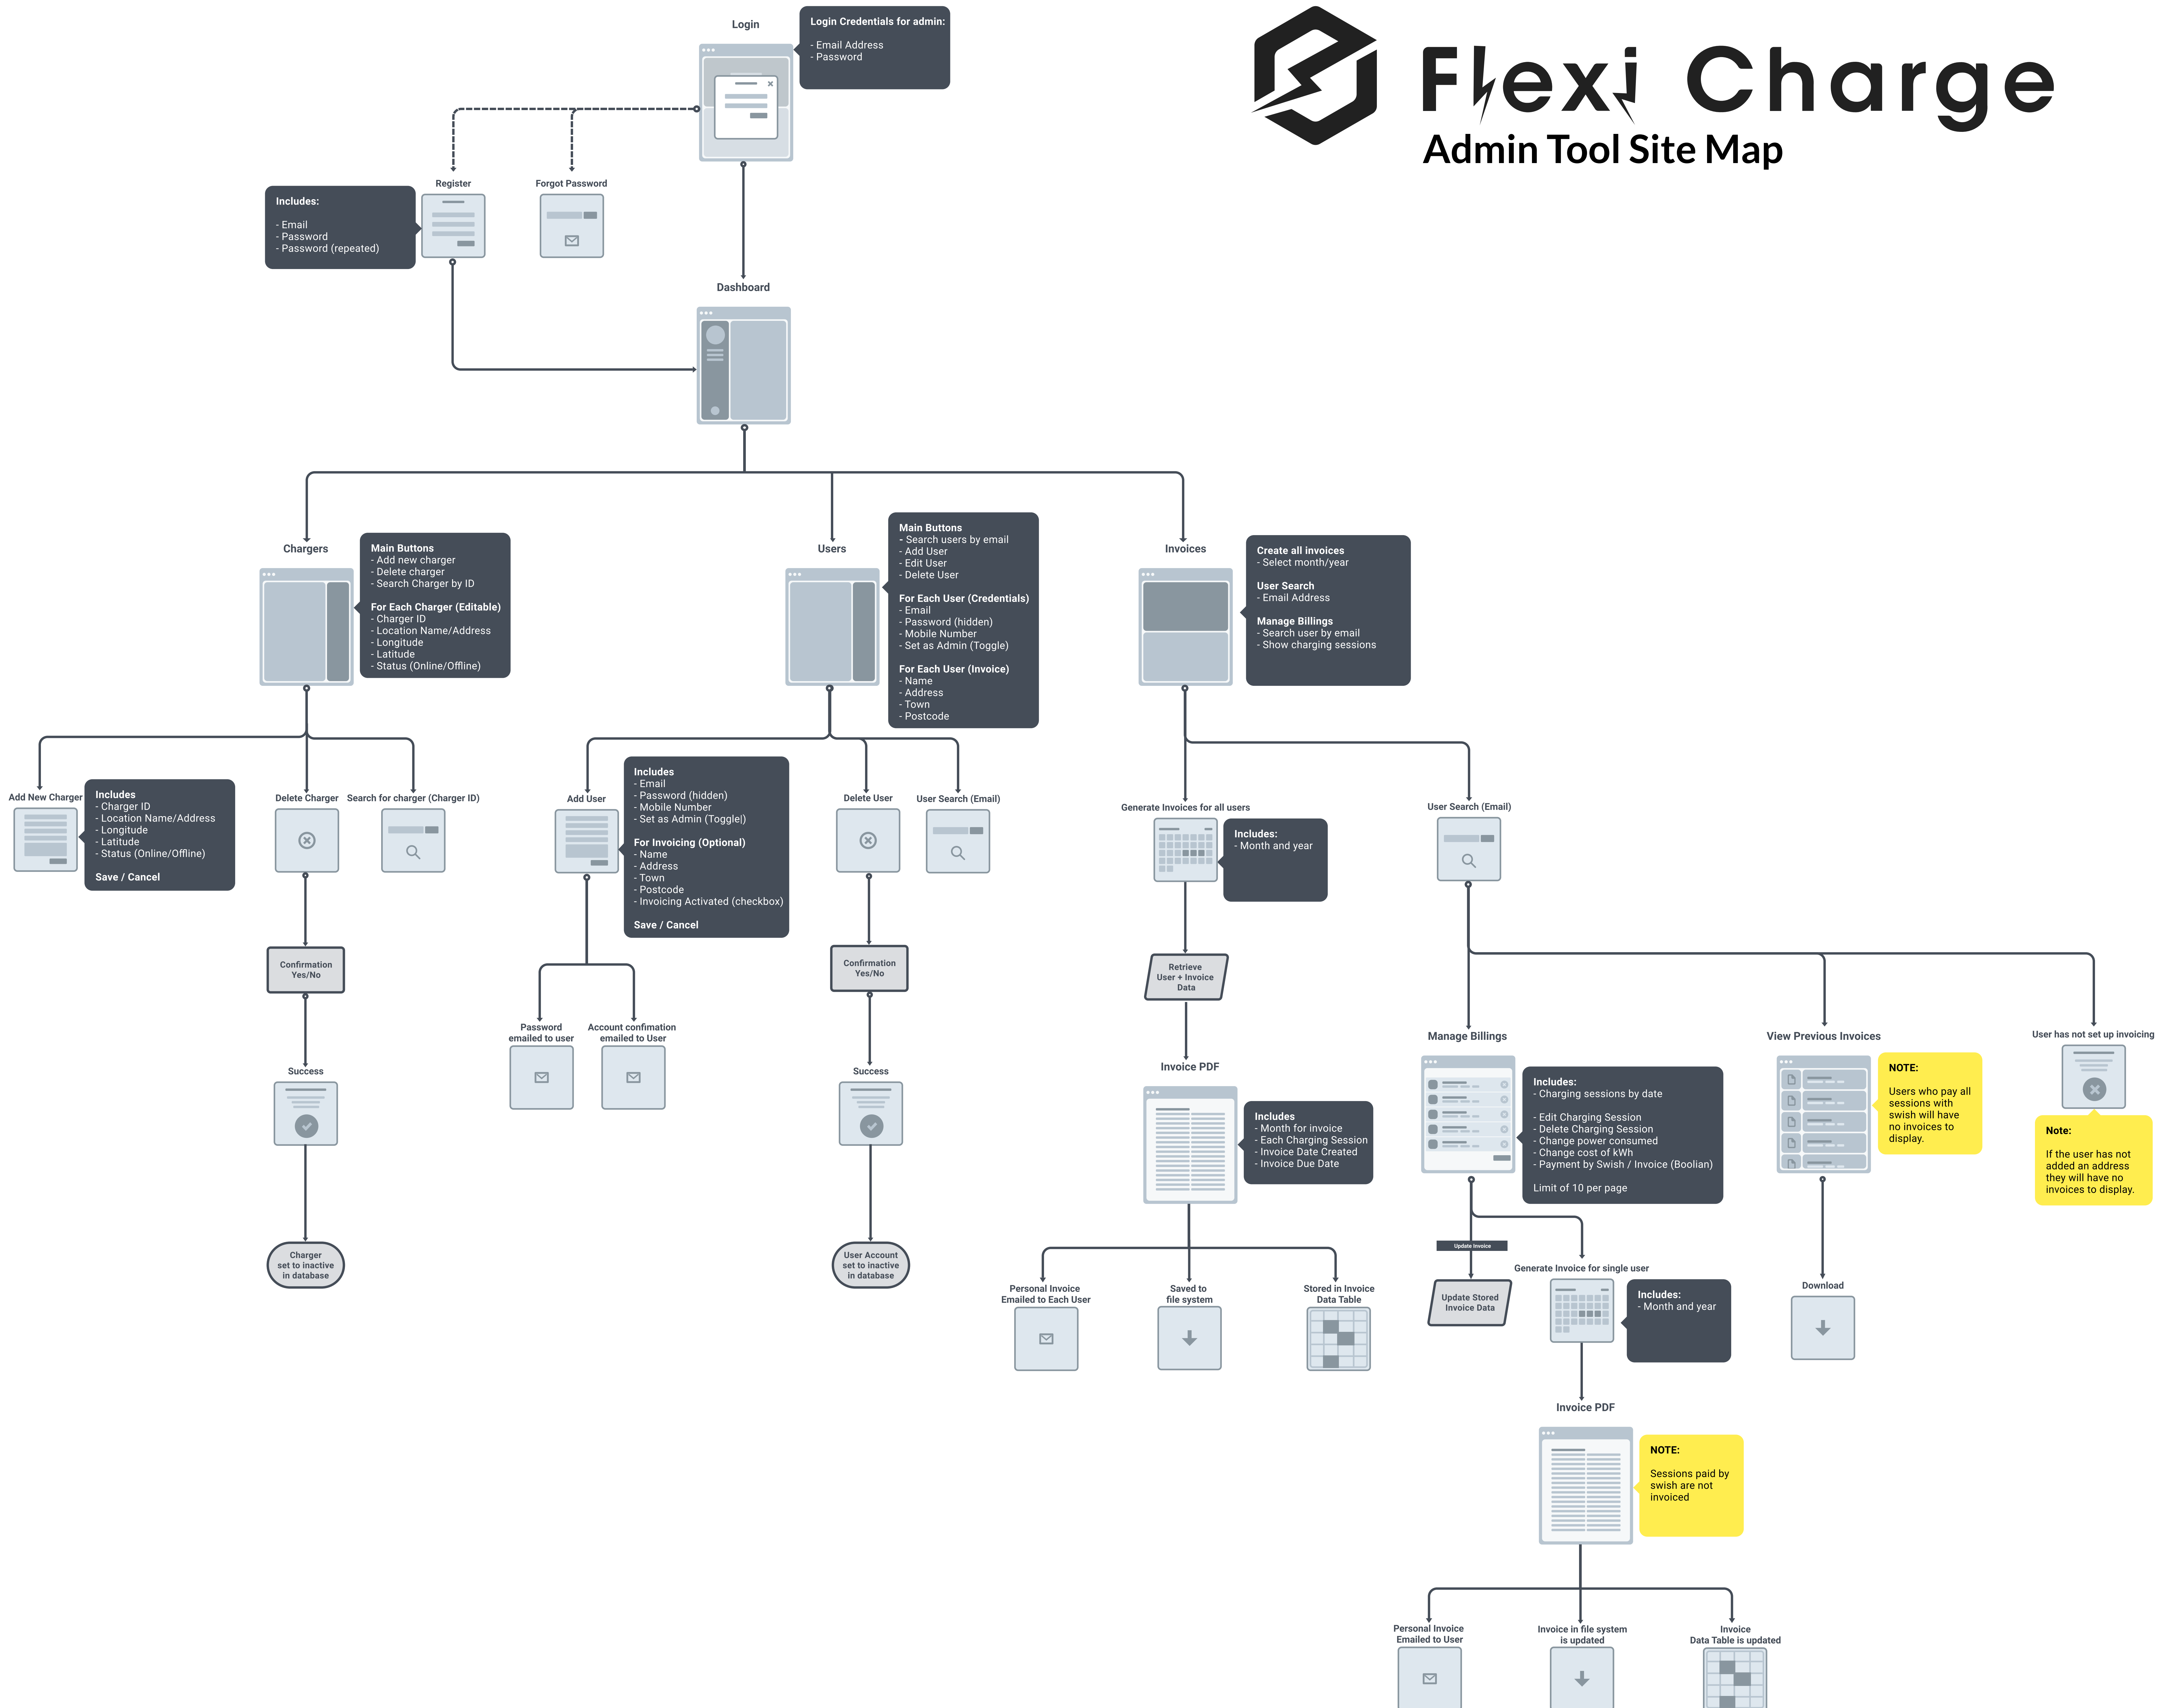 Flexi Charge
Admin Tool Site Map
Login
Login Credentials for admin:
- Email Address
- Password
Register
Forgot Password
Includes:
- Email
- Password
- Password (repeated)
Dashboard
Chargers
Main Buttons
- Add new charger
- Delete charger
- Search Charger by ID
For Each Charger (Editable)
- Charger ID
- Location Name/Address
- Longitude
- Latitude
- Status (Online/Offline)
Users
Main Buttons
- Search users by email
- Add User
- Edit User
- Delete User
For Each User (Credentials)
- Email
- Password (hidden)
- Mobile Number
- Set as Admin (Toggle)
For Each User (Invoice)
- Name
- Address
- Town
- Postcode
Invoices
Create all invoices
- Select month/year
User Search
- Email Address
Manage Billings
- Search user by email
- Show charging sessions
Add New Charger
Includes
- Charger ID
- Location Name/Address
- Longitude
- Latitude
- Status (Online/Offline)
Save / Cancel
Delete Charger
Search for charger (Charger ID)
Confirmation
Yes/No
Success
Charger
set to inactive
in database
Add User
Includes
- Email
- Password (hidden)
- Mobile Number
- Set as Admin (Toggle|)
For Invoicing (Optional)
- Name
- Address
- Town
- Postcode
- Invoicing Activated (checkbox)
Save / Cancel
Password
emailed to user
Account confimation
emailed to User
Delete User
User Search (Email)
Confirmation
Yes/No
Success
User Account
set to inactive
in database
Generate Invoices for all users
Includes:
- Month and year
Retrieve
User + Invoice
Data
Invoice PDF
Includes
- Month for invoice
- Each Charging Session
- Invoice Date Created
- Invoice Due Date
Personal Invoice
Emailed to Each User
Saved to
file system
Stored in Invoice
Data Table
User Search (Email)
Manage Billings
Includes:
- Charging sessions by date
- Edit Charging Session
- Delete Charging Session
- Change power consumed
- Change cost of kWh
- Payment by Swish / Invoice (Boolian)
Limit of 10 per page
View Previous Invoices
NOTE:
Users who pay all
sessions with
swish will have
no invoices to
display.
User has not set up invoicing
Note:
If the user has not
added an address
they will have no
invoices to display.
Update Invoice
Update Stored
Invoice Data
Generate Invoice for single user
Includes:
- Month and year
Download
Invoice PDF
NOTE:
Sessions paid by
swish are not
invoiced
Personal Invoice
Emailed to User
Invoice in file system
is updated
Invoice
Data Table is updated